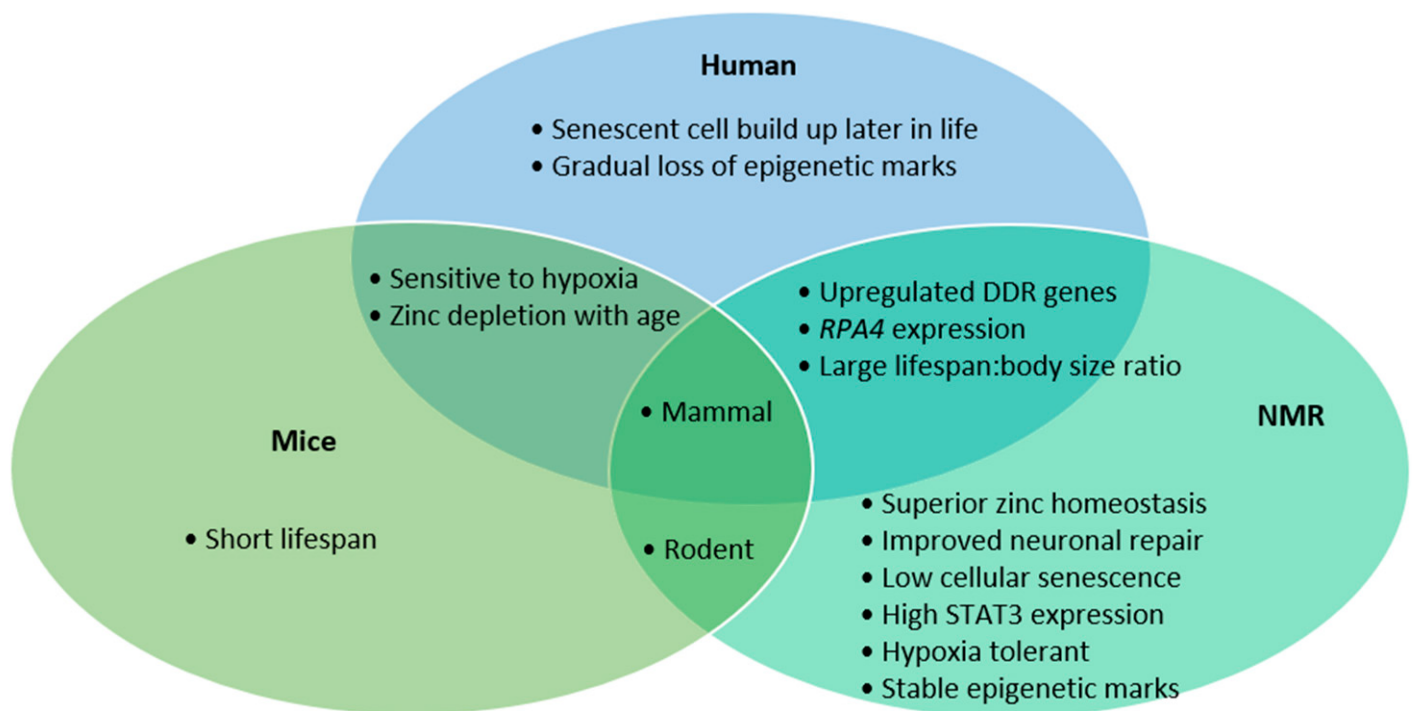 Human
• Senescent cell build up later in life
• Gradual loss of epigenetic marks
• Sensitive to hypoxia
• Zinc depletion with age
• Upregulated DDR genes
• RPA4 expression
• Large lifespan:body size ratio
• Mammal
Mice
NMR
• Short lifespan
• Rodent
• Superior zinc homeostasis
• Improved neuronal repair
• Low cellular senescence
• High STAT3 expression
• Hypoxia tolerant
• Stable epigenetic marks